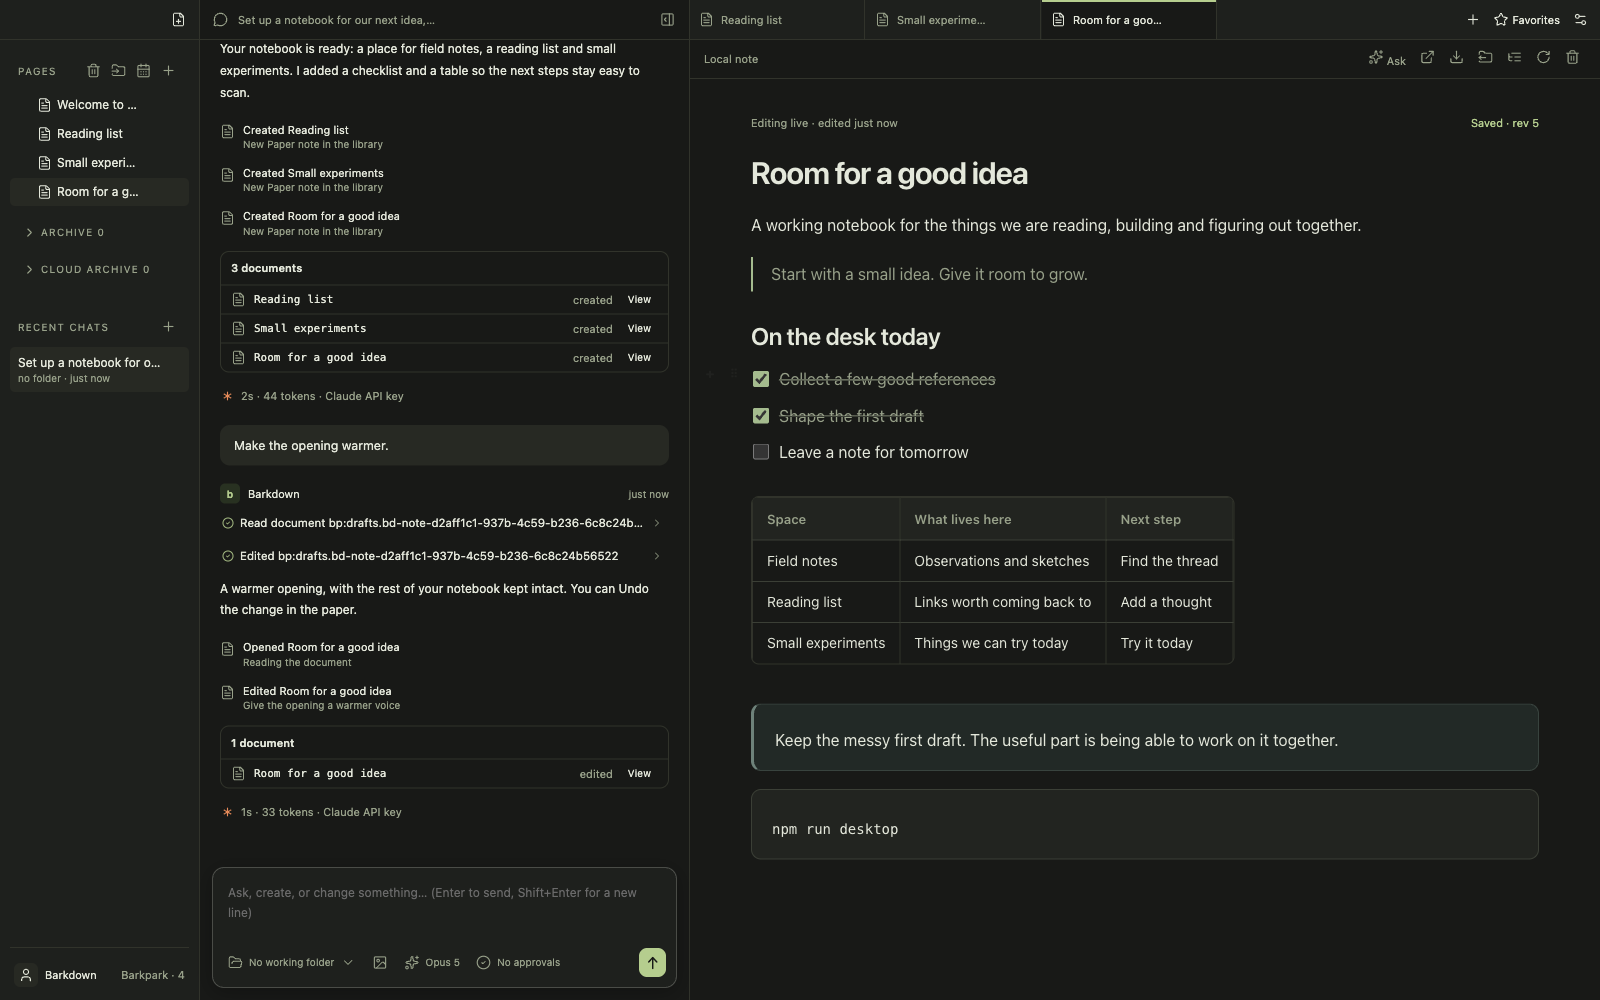 Set up a notebook for our next idea,...
Reading list
Small experime...
Room for a goo...
Favorites
PAGES
Welcome to ...
Reading list
Small experi...
Room for a g...
ARCHIVE 0
CLOUD ARCHIVE 0
RECENT CHATS
Set up a notebook for o...
no folder · just now
Barkdown
Barkpark · 4
Your notebook is ready: a place for field notes, a reading list and small
experiments. I added a checklist and a table so the next steps stay easy to
scan.
Created Reading list
New Paper note in the library
Created Small experiments
New Paper note in the library
Created Room for a good idea
New Paper note in the library
3 documents
Reading list created View
Small experiments created View
Room for a good idea created View
2s · 44 tokens · Claude API key
Make the opening warmer.
b Barkdown just now
Read document bp:drafts.bd-note-d2aff1c1-937b-4c59-b236-6c8c24b...
Edited bp:drafts.bd-note-d2aff1c1-937b-4c59-b236-6c8c24b56522
A warmer opening, with the rest of your notebook kept intact. You can Undo
the change in the paper.
Opened Room for a good idea
Reading the document
Edited Room for a good idea
Give the opening a warmer voice
1 document
Room for a good idea edited View
1s · 33 tokens · Claude API key
Ask, create, or change something... (Enter to send, Shift+Enter for a new
line)
No working folder Opus 5 No approvals
Local note
Ask
Editing live · edited just now
Saved · rev 5
Room for a good idea
A working notebook for the things we are reading, building and figuring out together.
Start with a small idea. Give it room to grow.
On the desk today
Collect a few good references
Shape the first draft
Leave a note for tomorrow
Space What lives here Next step
Field notes Observations and sketches Find the thread
Reading list Links worth coming back to Add a thought
Small experiments Things we can try today Try it today
Keep the messy first draft. The useful part is being able to work on it together.
npm run desktop